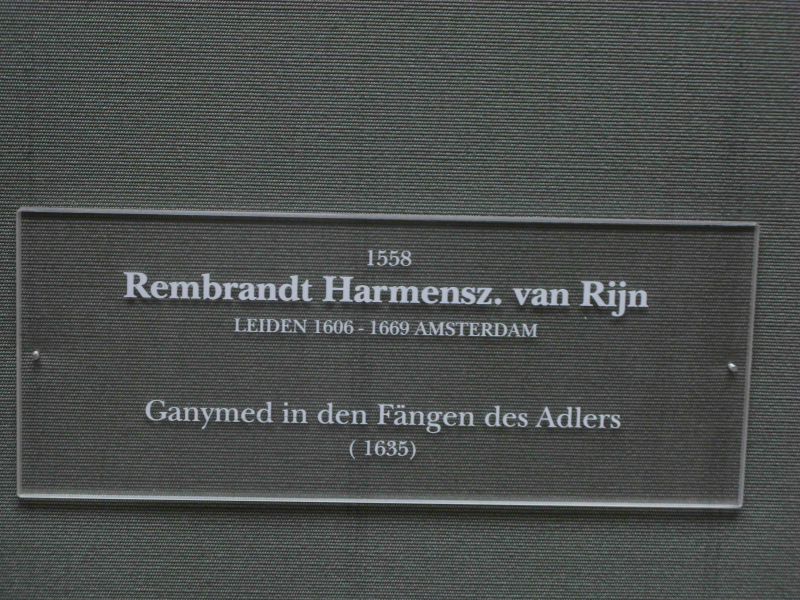 1558
Rembrandt Harmensz. van Rijn
LEIDEN 1606 - 1669 AMSTERDAM
Ganymed in den Fängen des Adlers
( 1635)